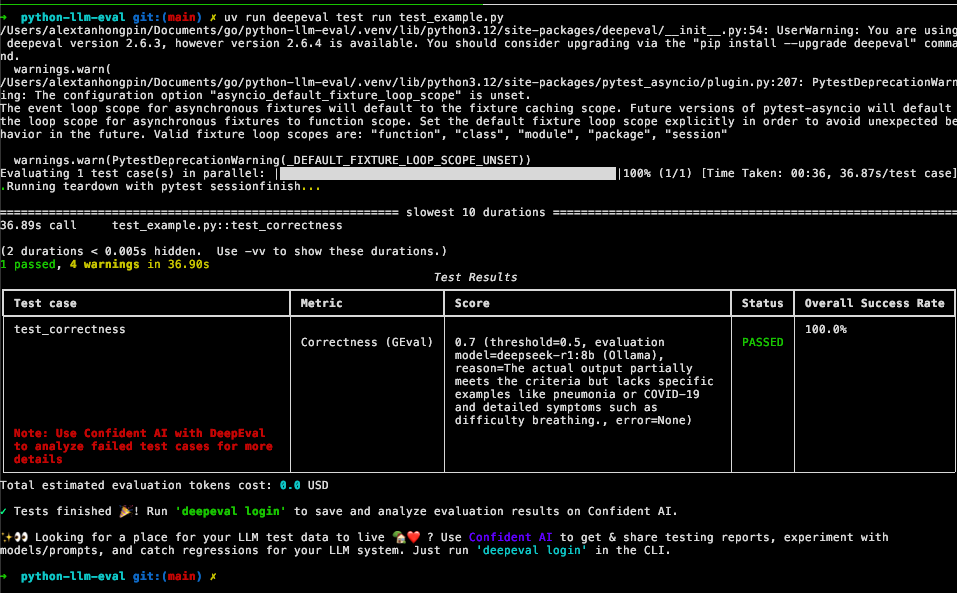 →  python-llm-eval git:(main) ✗ uv run deepeval test run test_example.py
/Users/alextanhongpin/Documents/go/python-llm-eval/.venv/lib/python3.12/site-packages/deepeval/__init__.py:54: UserWarning: You are using
 deepeval version 2.6.3, however version 2.6.4 is available. You should consider upgrading via the "pip install --upgrade deepeval" comma
nd.
  warnings.warn(
/Users/alextanhongpin/Documents/go/python-llm-eval/.venv/lib/python3.12/site-packages/pytest_asyncio/plugin.py:207: PytestDeprecationWarn
ing: The configuration option "asyncio_default_fixture_loop_scope" is unset.
The event loop scope for asynchronous fixtures will default to the fixture caching scope. Future versions of pytest-asyncio will default
the loop scope for asynchronous fixtures to function scope. Set the default fixture loop scope explicitly in order to avoid unexpected be
havior in the future. Valid fixture loop scopes are: "function", "class", "module", "package", "session"
  warnings.warn(PytestDeprecationWarning(_DEFAULT_FIXTURE_LOOP_SCOPE_UNSET))
Evaluating 1 test case(s) in parallel: |██████████|100% (1/1) [Time Taken: 00:36, 36.87s/test case]
.Running teardown with pytest sessionfinish...
========================================================== slowest 10 durations ==========================================================
36.89s call     test_example.py::test_correctness
(2 durations < 0.005s hidden.  Use -vv to show these durations.)
1 passed, 4 warnings in 36.90s
Test Results
Test case Metric Score Status Overall Success Rate
test_correctness 100.0%
Correctness (GEval) 0.7 (threshold=0.5, evaluation PASSED
model=deepseek-r1:8b (Ollama),
reason=The actual output partially
meets the criteria but lacks specific
examples like pneumonia or COVID-19
and detailed symptoms such as
difficulty breathing., error=None)
Note: Use Confident AI with DeepEval
to analyze failed test cases for more
details
Total estimated evaluation tokens cost: 0.0 USD
✓ Tests finished 🎉! Run 'deepeval login' to save and analyze evaluation results on Confident AI.
✨👀 Looking for a place for your LLM test data to live 🏡❤️ ? Use Confident AI to get & share testing reports, experiment with
models/prompts, and catch regressions for your LLM system. Just run 'deepeval login' in the CLI.
→  python-llm-eval git:(main) ✗